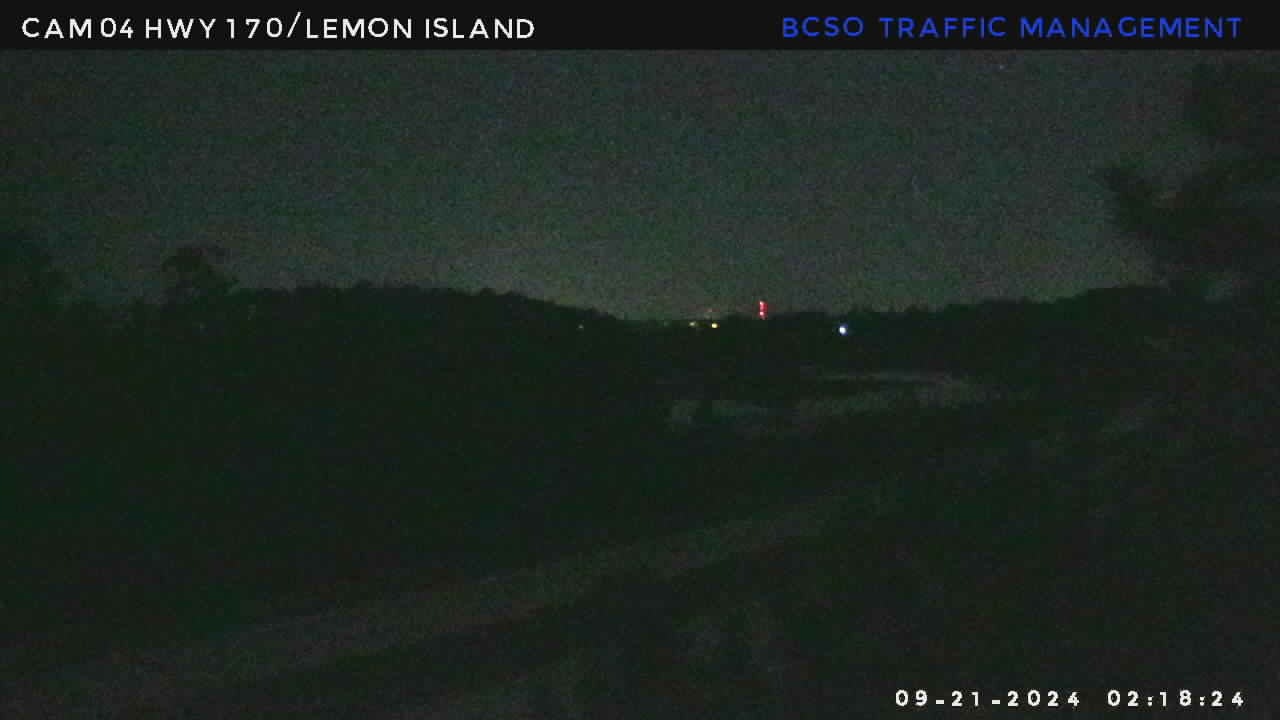 CAM04 HWY 170/LEMON ISLAND
BCSO TRAFFIC MANAGEMENT
09-21-2024 02:18:24